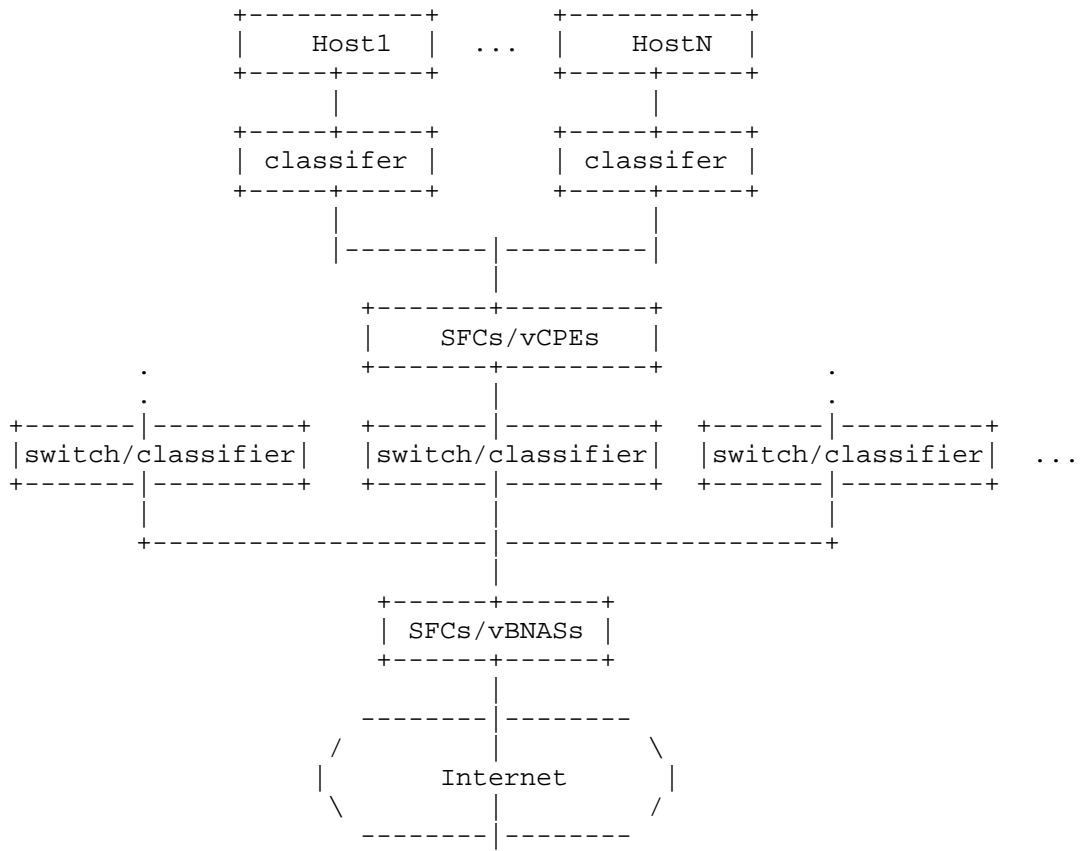 Host1 ... HostN
classifer classifer
SFCs/vCPEs
switch/classifier switch/classifier switch/classifier ...
SFCs/vBNASs
Internet